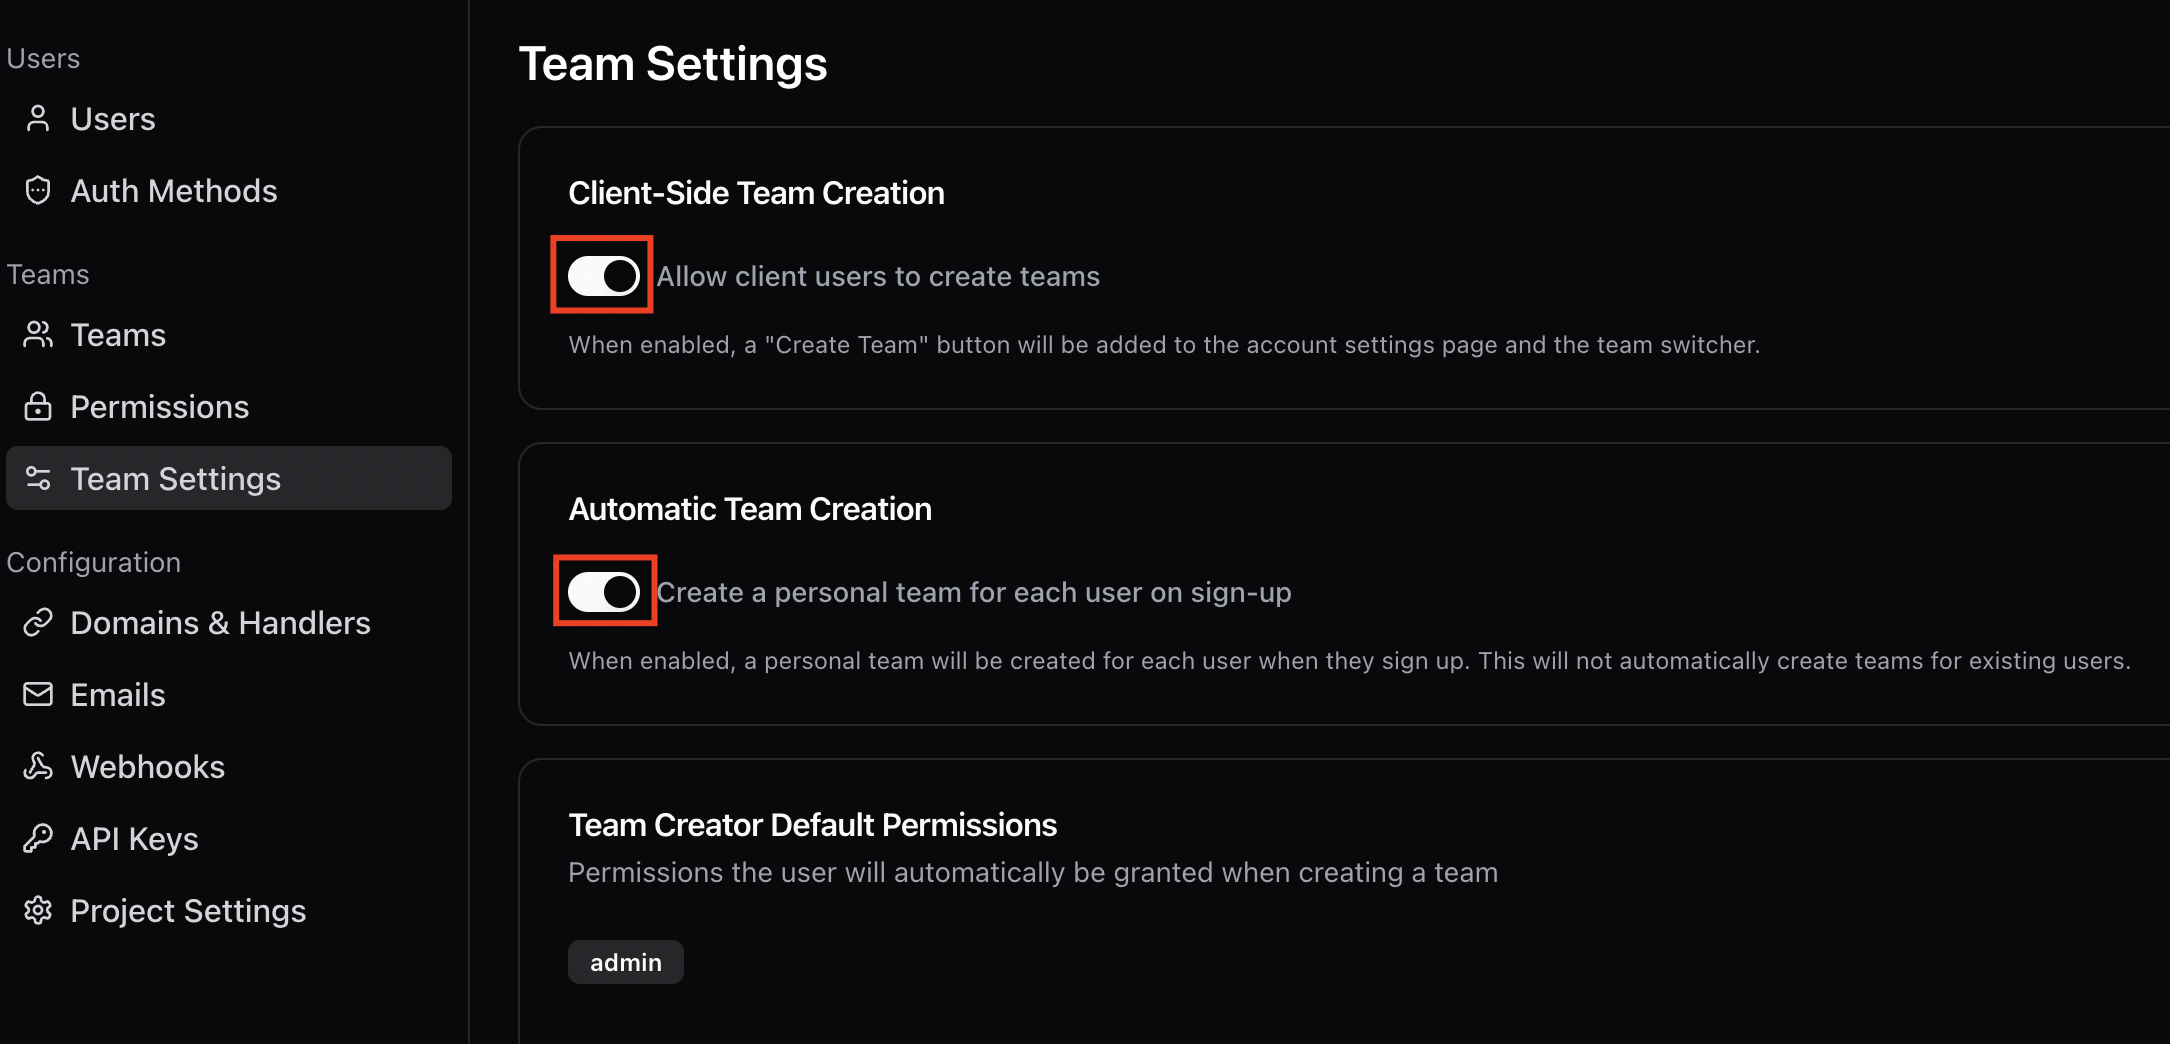 Users
Users
Auth Methods
Teams
Teams
Permissions
Team Settings
Configuration
Domains & Handlers
Emails
Webhooks
API Keys
Project Settings
Team Settings
Client-Side Team Creation
Allow client users to create teams
When enabled, a "Create Team" button will be added to the account settings page and the team switcher.
Automatic Team Creation
Create a personal team for each user on sign-up
When enabled, a personal team will be created for each user when they sign up. This will not automatically create teams for existing users.
Team Creator Default Permissions
Permissions the user will automatically be granted when creating a team
admin